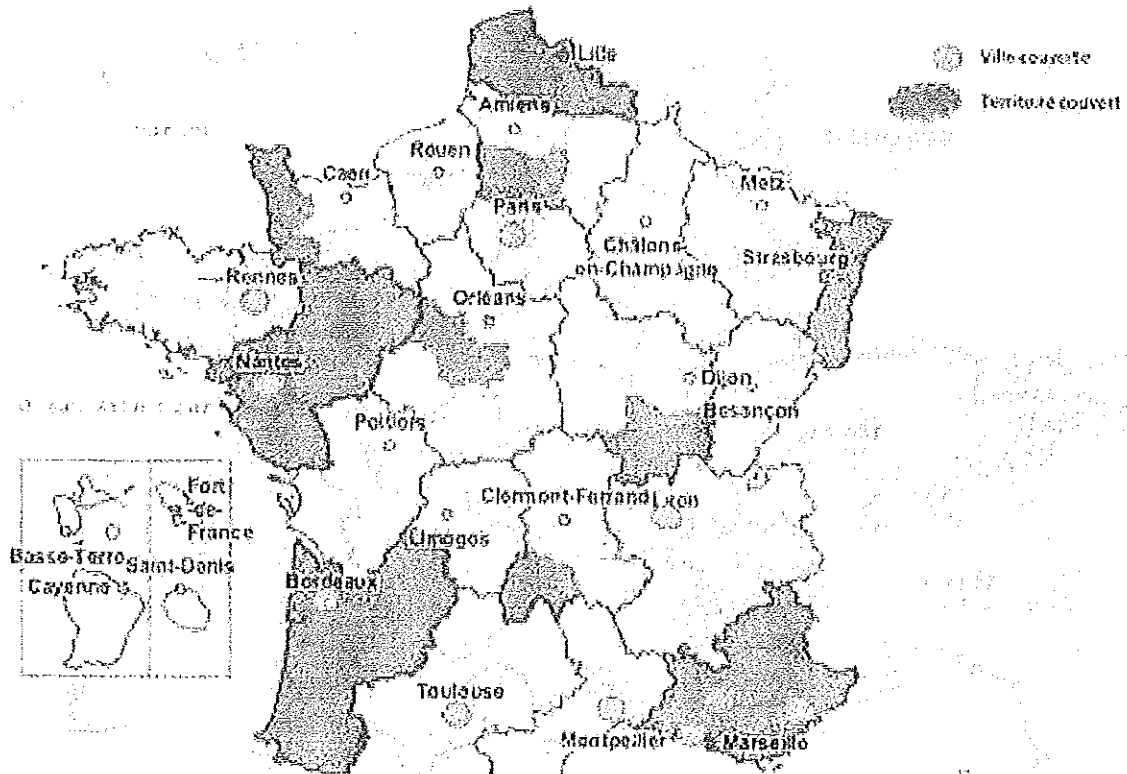 Lille
Ville couverte
Territoire couvert
Amiens
Rouen
Caen
Metz
Paris
Châlons
en-Champagne
Strasbourg
Rennes
Orléans
Nantes
Dijon
Besançon
Poitiers
Clermont-Ferrand
Lyon
Limoges
Fort
de-
France
Basse-Terre
Saint-Denis
Cayenne
Bordeaux
Toulouse
Montpellier
Marseille